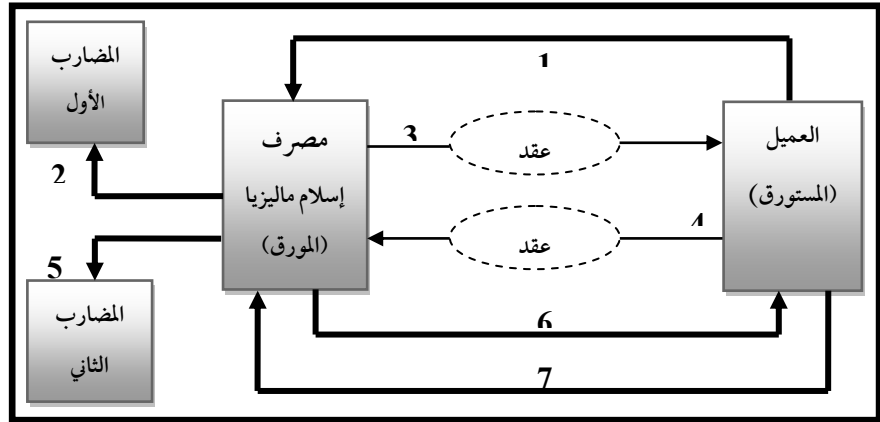 المضارب
الأول
1
العميل
(المستورق)
مصرف
إسلام ماليزيا
(المورق)
3
عقد
2
4
عقد
5
المضارب
الثاني
6
7